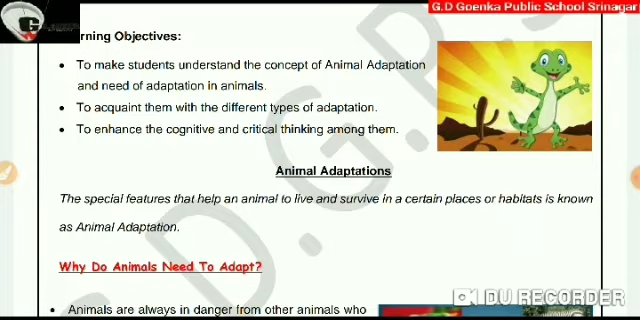 G.D Goenka Public School Srinagar
rning Objectives:
• To make students understand the concept of Animal Adaptation
and need of adaptation in animals.
• To acquaint them with the different types of adaptation.
• To enhance the cognitive and critical thinking among them.
Animal Adaptations
The special features that help an animal to live and survive in a certain places or habitats is known
as Animal Adaptation.
Why Do Animals Need To Adapt?
• Animals are always in danger from other animals who
DU RECORDER